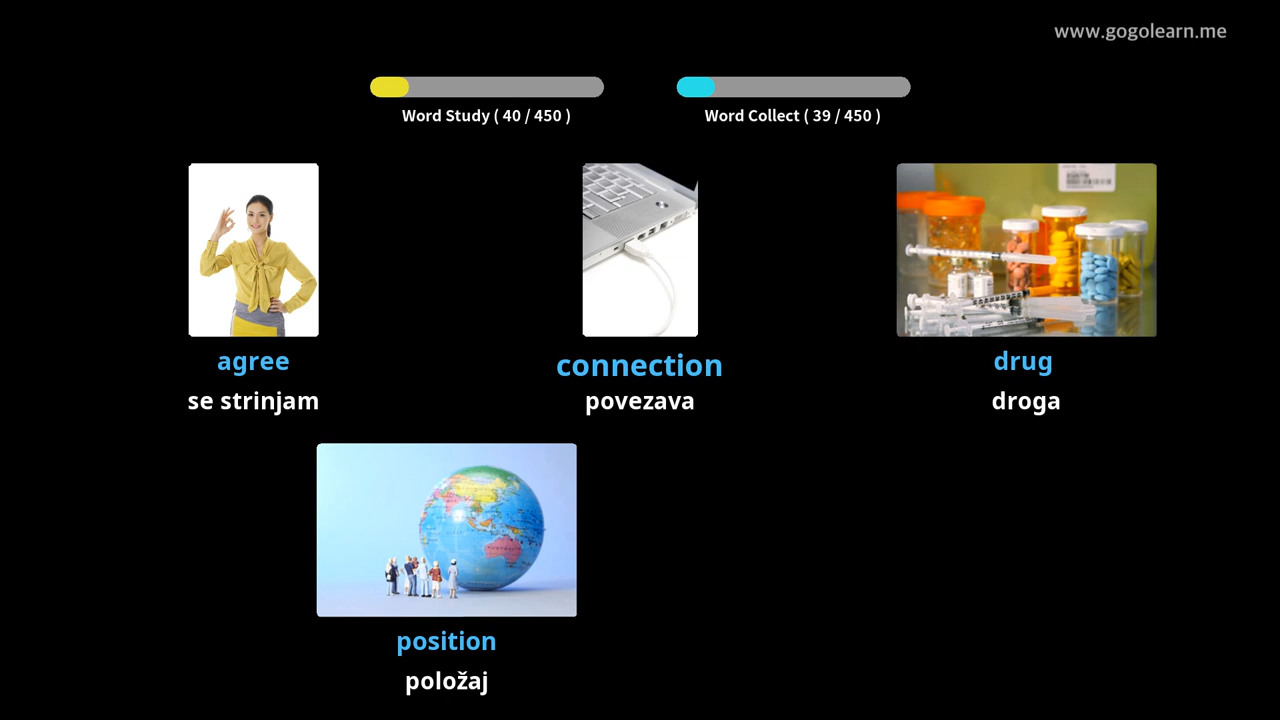 www.gogolearn.me
Word Study ( 40 / 450 )
Word Collect ( 39 / 450 )
agree
connection
drug
se strinjam
povezava
droga
position
položaj